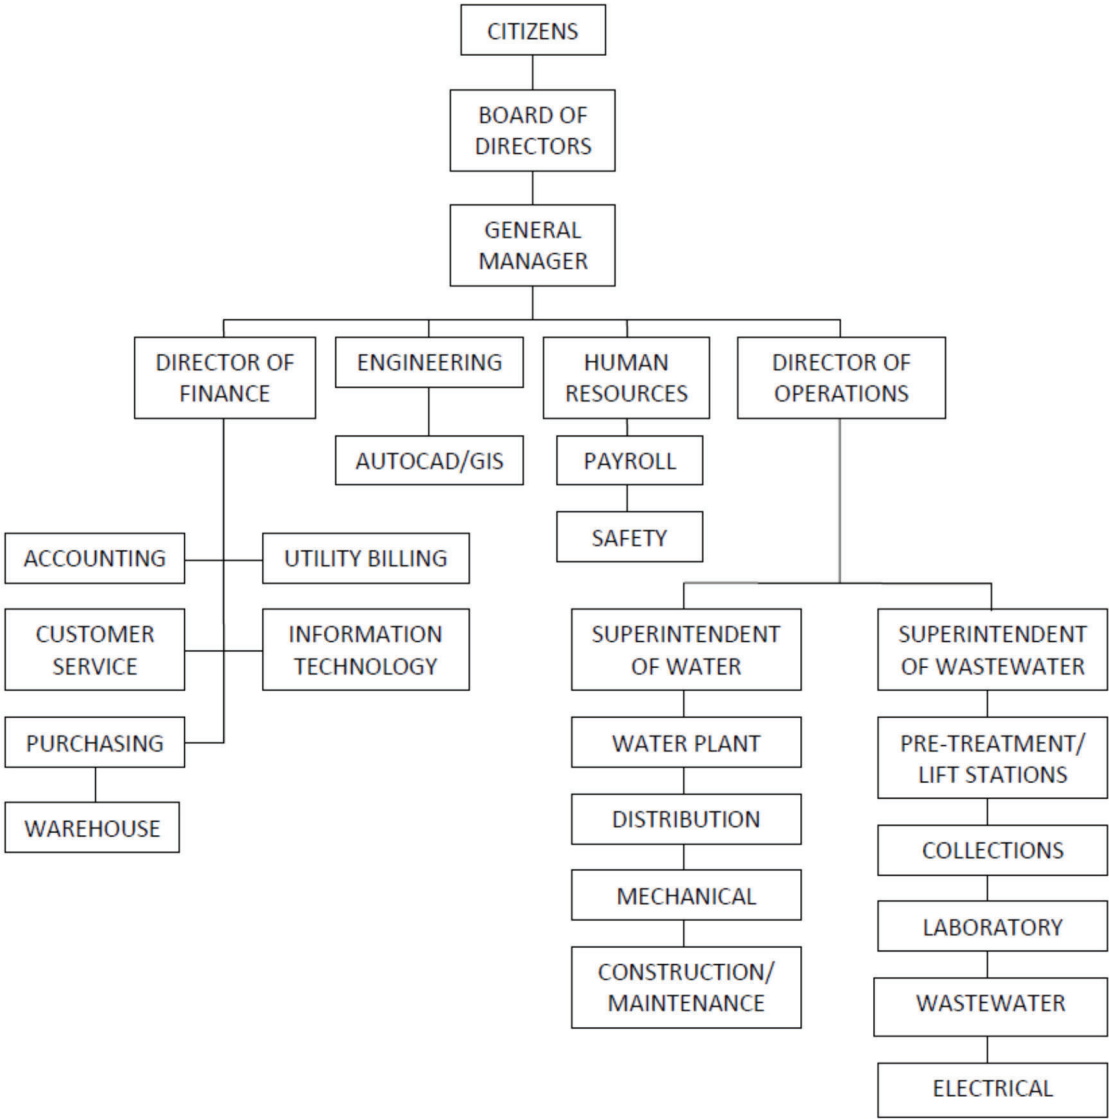 CITIZENS
BOARD OF
DIRECTORS
GENERAL
MANAGER
DIRECTOR OF
FINANCE
ENGINEERING
HUMAN
RESOURCES
DIRECTOR OF
OPERATIONS
AUTOCAD/GIS
PAYROLL
SAFETY
ACCOUNTING
UTILITY BILLING
CUSTOMER
SERVICE
INFORMATION
TECHNOLOGY
PURCHASING
WAREHOUSE
SUPERINTENDENT
OF WATER
WATER PLANT
DISTRIBUTION
MECHANICAL
CONSTRUCTION/
MAINTENANCE
SUPERINTENDENT
OF WASTEWATER
PRE-TREATMENT/
LIFT STATIONS
COLLECTIONS
LABORATORY
WASTEWATER
ELECTRICAL